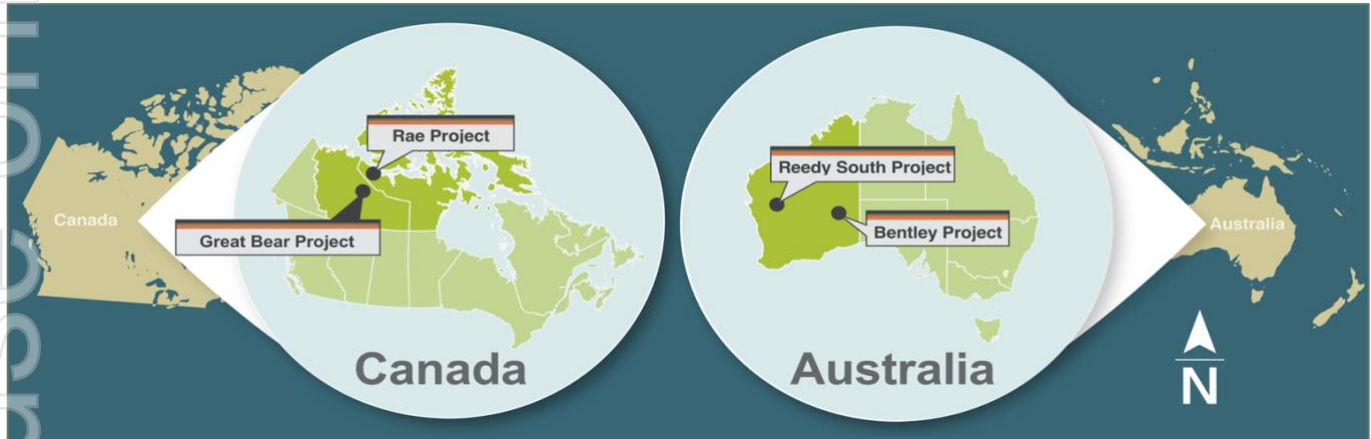 Canada
Rae Project
Great Bear Project
Canada
Reedy South Project
Bentley Project
Australia
Australia
N